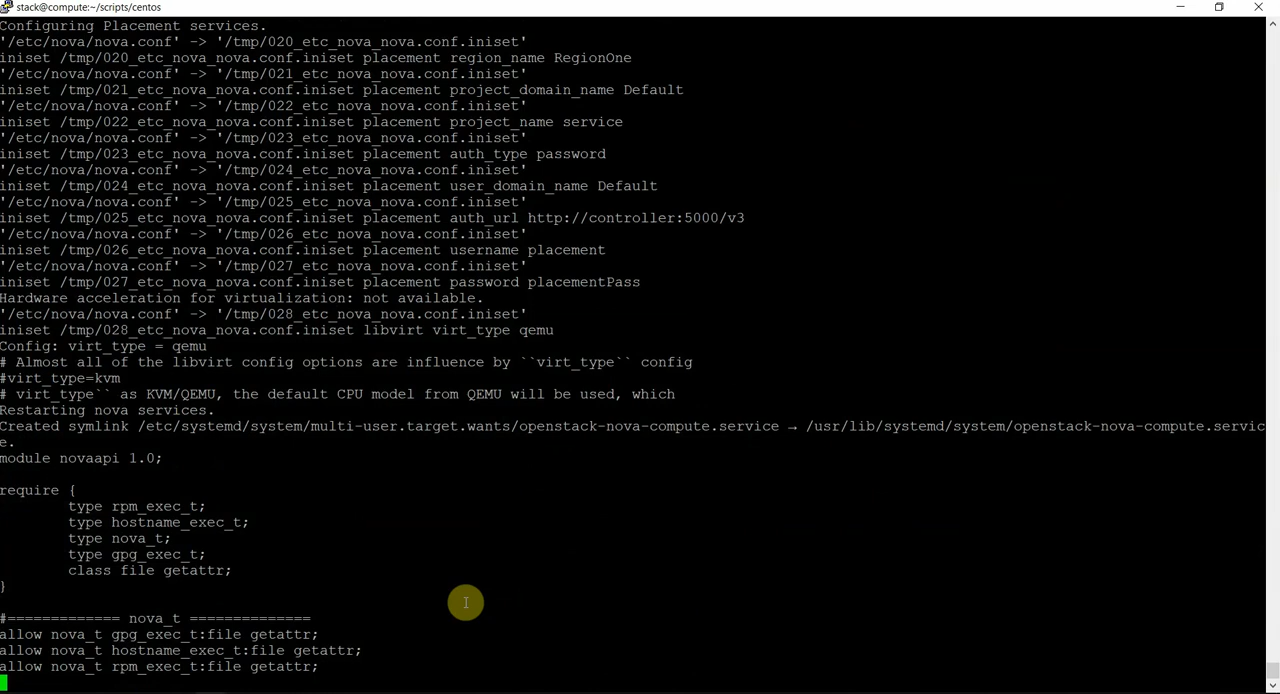 stack@compute:~/scripts/centos
Configuring Placement services.
'/etc/nova/nova.conf' -> '/tmp/020_etc_nova_nova.conf.iniset'
iniset /tmp/020_etc_nova_nova.conf.iniset placement region_name RegionOne
'/etc/nova/nova.conf' -> '/tmp/021_etc_nova_nova.conf.iniset'
iniset /tmp/021_etc_nova_nova.conf.iniset placement project_domain_name Default
'/etc/nova/nova.conf' -> '/tmp/022_etc_nova_nova.conf.iniset'
iniset /tmp/022_etc_nova_nova.conf.iniset placement project_name service
'/etc/nova/nova.conf' -> '/tmp/023_etc_nova_nova.conf.iniset'
iniset /tmp/023_etc_nova_nova.conf.iniset placement auth_type password
'/etc/nova/nova.conf' -> '/tmp/024_etc_nova_nova.conf.iniset'
iniset /tmp/024_etc_nova_nova.conf.iniset placement user_domain_name Default
'/etc/nova/nova.conf' -> '/tmp/025_etc_nova_nova.conf.iniset'
iniset /tmp/025_etc_nova_nova.conf.iniset placement auth_url http://controller:5000/v3
'/etc/nova/nova.conf' -> '/tmp/026_etc_nova_nova.conf.iniset'
iniset /tmp/026_etc_nova_nova.conf.iniset placement username placement
'/etc/nova/nova.conf' -> '/tmp/027_etc_nova_nova.conf.iniset'
iniset /tmp/027_etc_nova_nova.conf.iniset placement password placementPass
Hardware acceleration for virtualization: not available.
'/etc/nova/nova.conf' -> '/tmp/028_etc_nova_nova.conf.iniset'
iniset /tmp/028_etc_nova_nova.conf.iniset libvirt virt_type qemu
Config: virt_type = qemu
# Almost all of the libvirt config options are influence by ``virt_type`` config
#virt_type=kvm
# virt_type`` as KVM/QEMU, the default CPU model from QEMU will be used, which
Restarting nova services.
Created symlink /etc/systemd/system/multi-user.target.wants/openstack-nova-compute.service → /usr/lib/systemd/system/openstack-nova-compute.servic
e.
module novaapi 1.0;
require {
type rpm_exec_t;
type hostname_exec_t;
type nova_t;
type gpg_exec_t;
class file getattr;
}
#============= nova_t ==============
allow nova_t gpg_exec_t:file getattr;
allow nova_t hostname_exec_t:file getattr;
allow nova_t rpm_exec_t:file getattr;